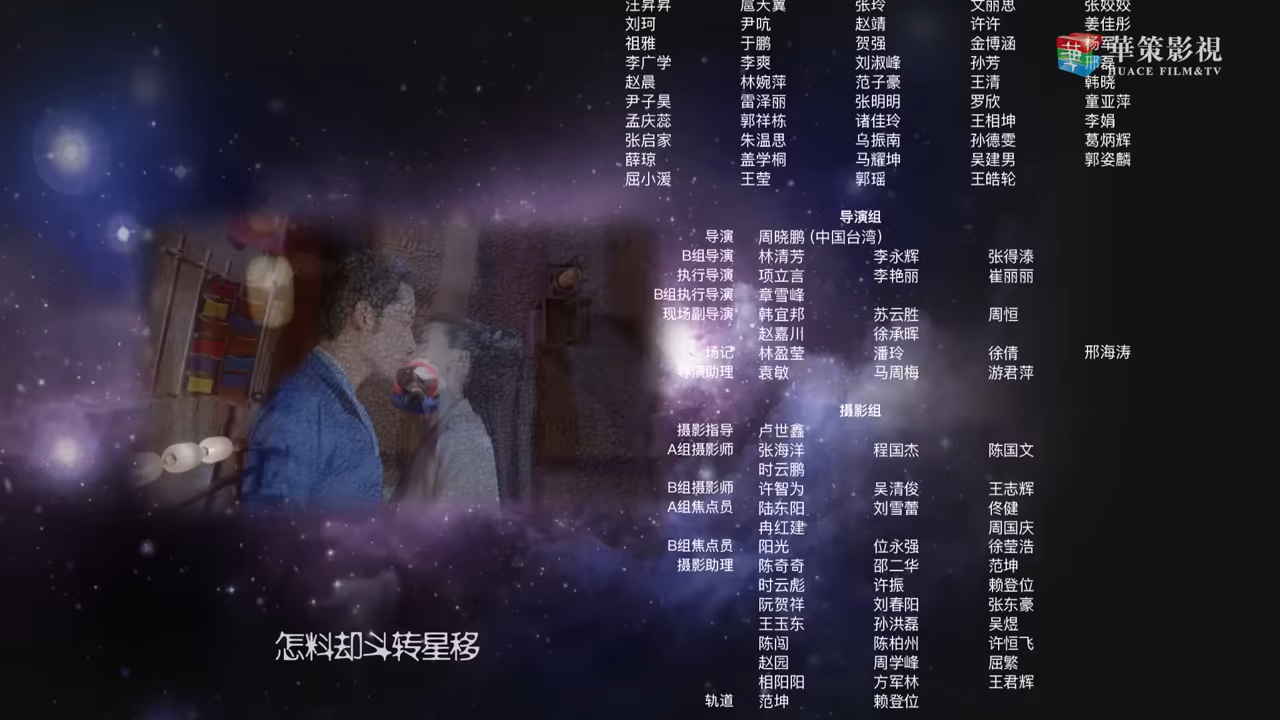 汪昇昇 扈天翼 张玲 文丽思 张姣姣
刘珂 尹吭 赵靖 许许 姜佳彤
祖雅 于鹏 贺强 金博涵
李广学 李爽 刘淑峰 孙芳 邢磊
赵晨 林婉萍 范子豪 王清 韩晓
尹子昊 雷泽丽 张明明 罗欣 童亚萍
孟庆蕊 郭祥栋 诸佳玲 王相坤 李娟
张启家 朱温思 乌振南 孙德雯 葛炳辉
薛琼 盖学桐 马耀坤 吴建男 郭姿麟
屈小湲 王莹 郭瑶 王皓轮
華策影視
HUACE FILM&TV
导演组
导演 周晓鹏 (中国台湾)
B组导演 林清芳 李永辉 张得溱
执行导演 项立言 李艳丽 崔丽丽
B组执行导演 章雪峰
现场副导演 韩宜邦 苏云胜 周恒
赵嘉川 徐承晖
场记 林盈莹 潘玲 徐倩 邢海涛
导演助理 袁敏 马周梅 游君萍
摄影组
摄影指导 卢世鑫
A组摄影师 张海洋 程国杰 陈国文
时云鹏
B组摄影师 许智为 吴清俊 王志辉
A组焦点员 陆东阳 刘雪蕾 佟健
冉红建 周国庆
B组焦点员 阳光 位永强 徐莹浩
摄影助理 陈奇奇 邵二华 范坤
时云彪 许振 赖登位
阮贺祥 刘春阳 张东豪
王玉东 孙洪磊 吴煜
陈闯 陈柏州 许恒飞
赵园 周学峰 屈繁
相阳阳 方军林 王君辉
轨道 范坤 赖登位
怎料却斗转星移